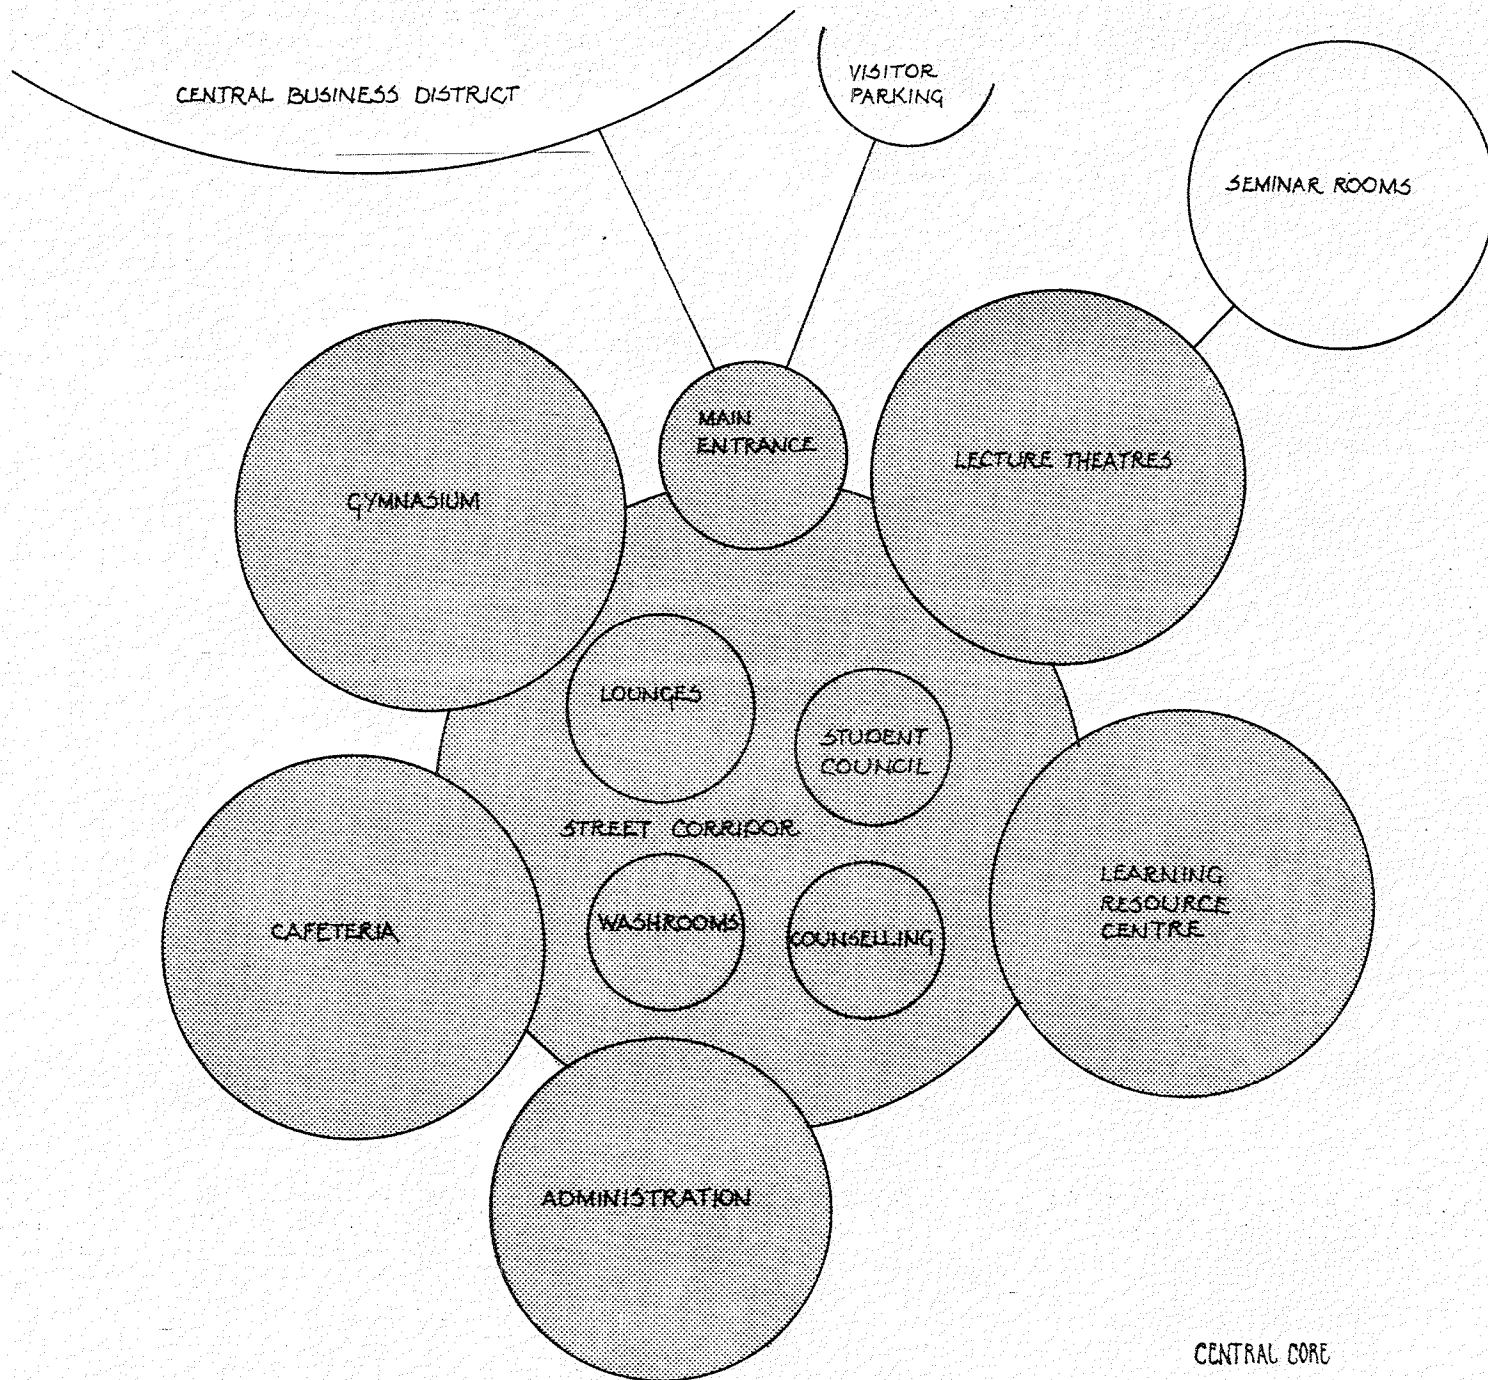 CENTRAL BUSINESS DISTRICT
VISITOR
PARKING
SEMINAR ROOMS
MAIN
ENTRANCE
LECTURE THEATRES
GYMNASIUM
LOUNGES
STUDENT
COUNCIL
STREET CORRIDOR
LEARNING
RESOURCE
CENTRE
WASHROOMS
COUNSELLING
CAFETERIA
ADMINISTRATION
CENTRAL CORE